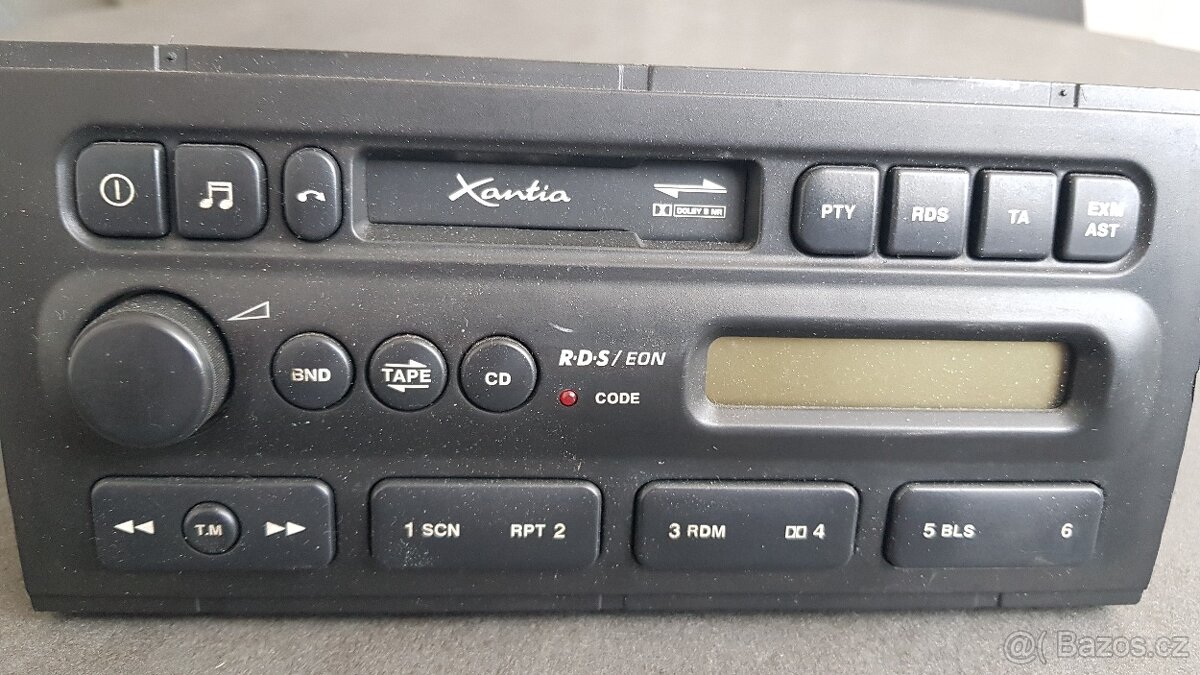 Xantia
DOLBY B NR
PTY
RDS
TA
EXM
AST
BND
TAPE
CD
R·D·S/EON
CODE
T.M
1 SCN RPT 2
3 RDM 4
5 BLS 6
@( Bazos.cz